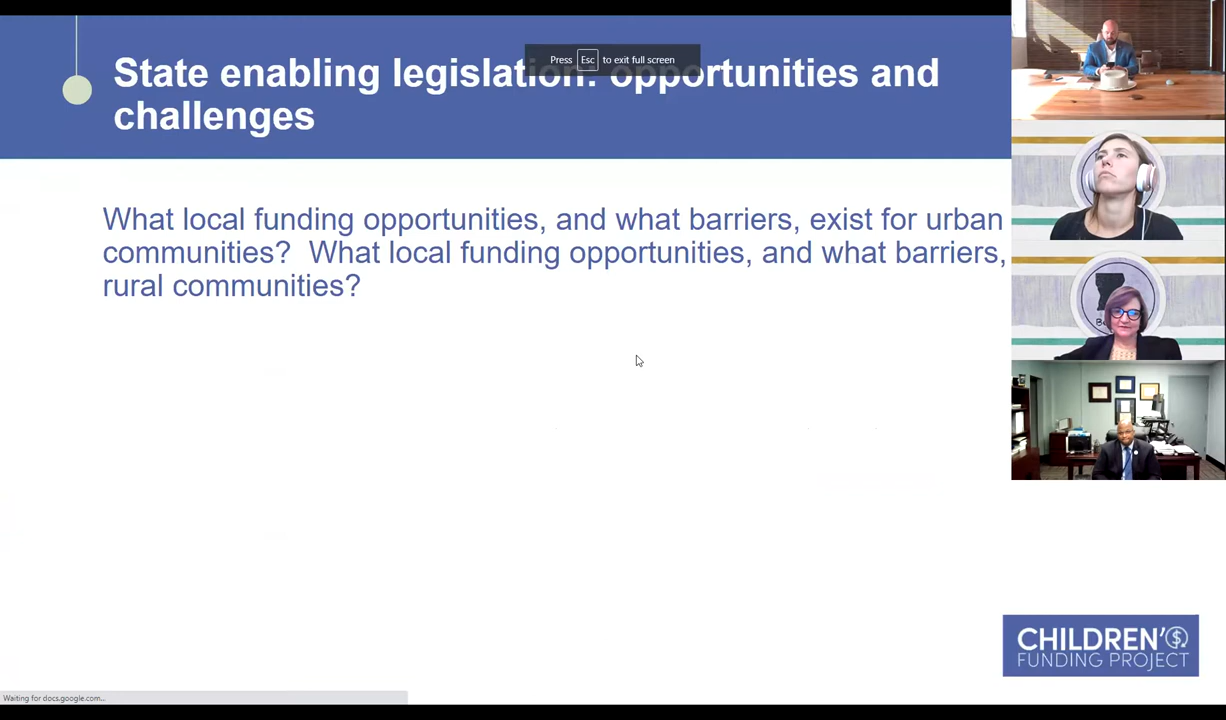 State enabling legislation: opportunities and
challenges
Press Esc to exit full screen
What local funding opportunities, and what barriers, exist for urban
communities? What local funding opportunities, and what barriers,
rural communities?
CHILDREN'S
FUNDING PROJECT
Waiting for docs.google.com...